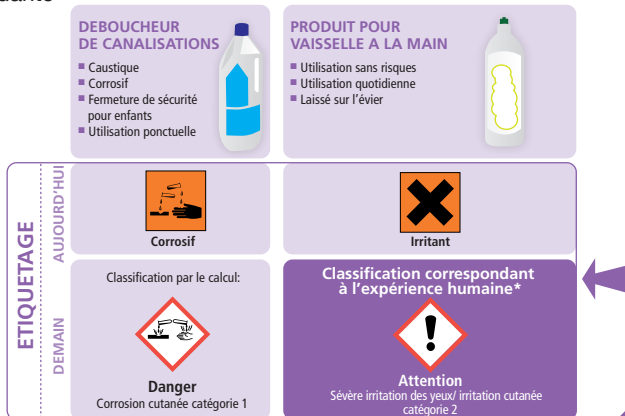 DEBOUCHEUR
DE CANALISATIONS
■ Caustique
■ Corrosif
■ Fermeture de sécurité
pour enfants
■ Utilisation ponctuelle
PRODUIT POUR
VAISSELLE A LA MAIN
■ Utilisation sans risques
■ Utilisation quotidienne
■ Laissé sur l'évier
ETIQUETAGE
AUJOURD'HUI
Corrosif
Irritant
DEMAIN
Classification par le calcul:
Danger
Corrosion cutanée catégorie 1
Classification correspondant
à l'expérience humaine*
Attention
Sévère irritation des yeux/ irritation cutanée
catégorie 2